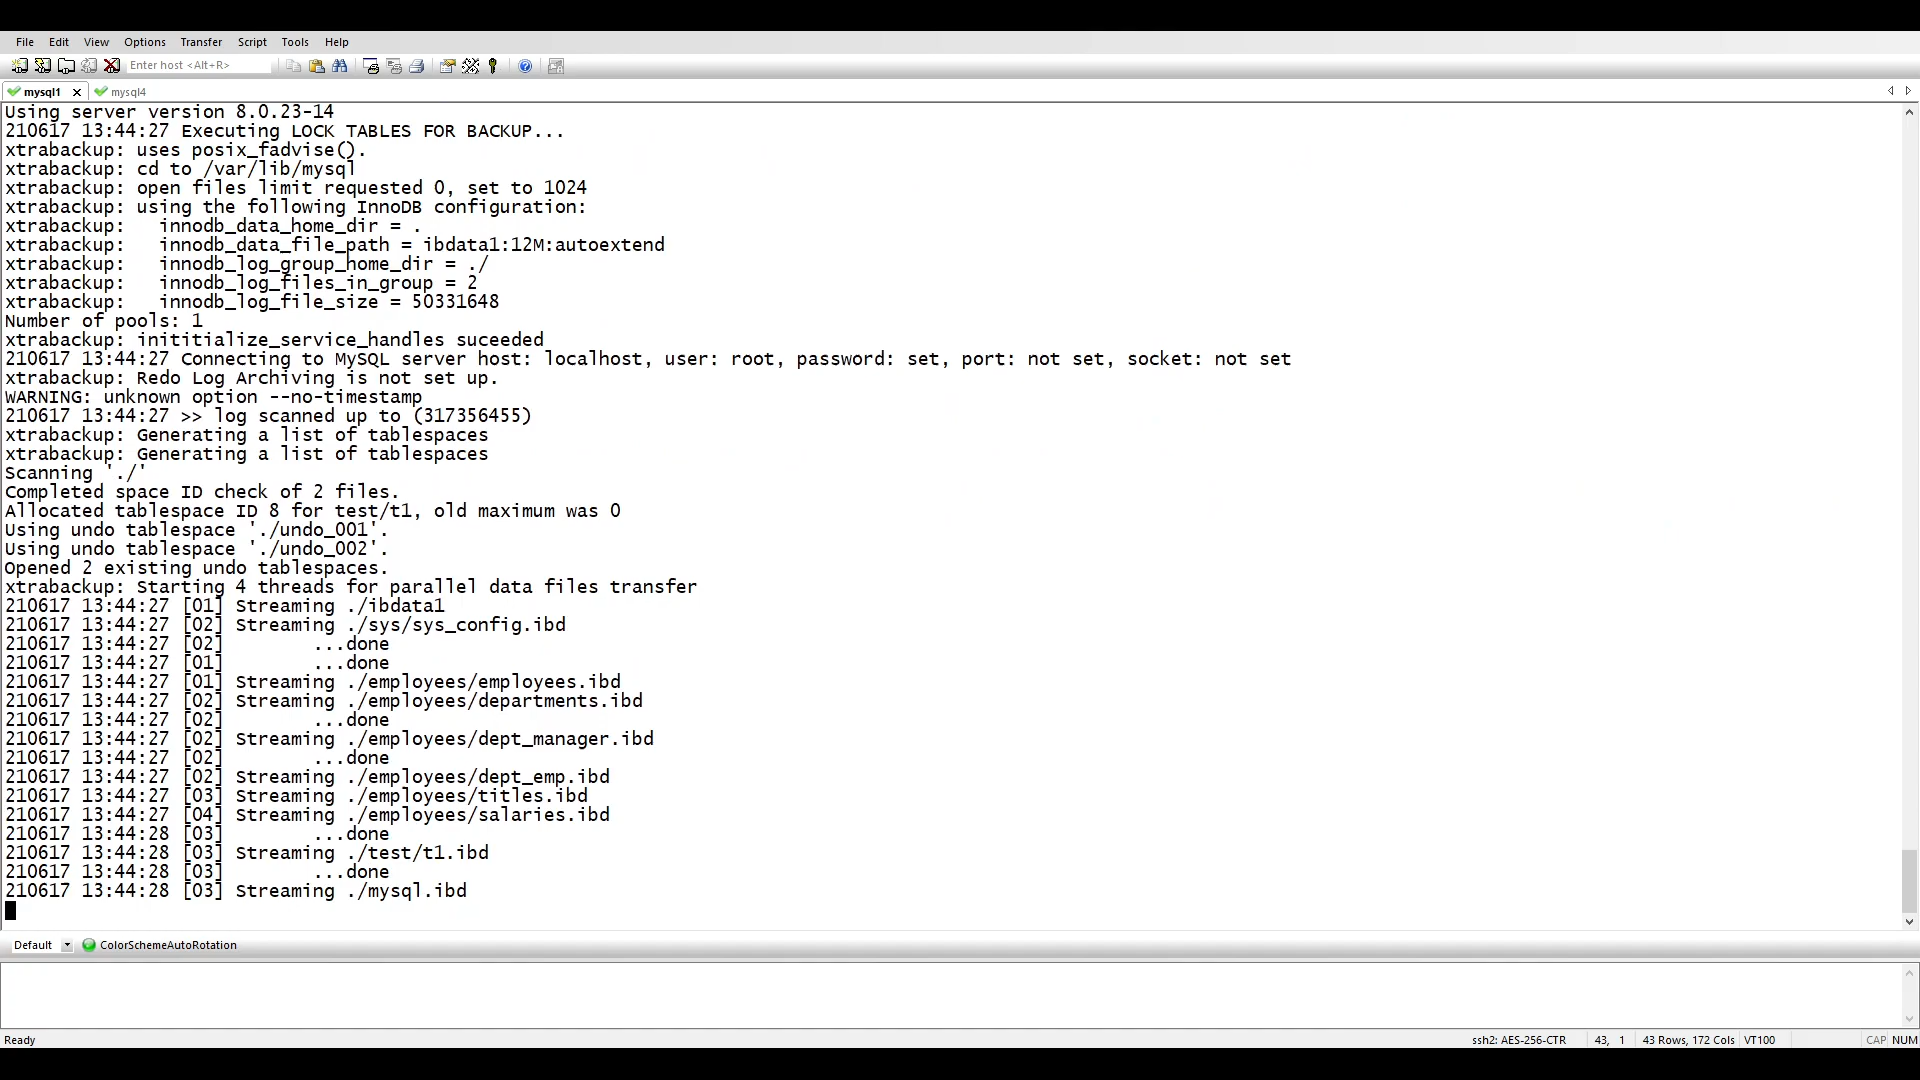 File Edit View Options Transfer Script Tools Help
Enter host <Alt+R>
mysql1 mysql4
Using server version 8.0.23-14
210617 13:44:27 Executing LOCK TABLES FOR BACKUP...
xtrabackup: uses posix_fadvise().
xtrabackup: cd to /var/lib/mysql
xtrabackup: open files limit requested 0, set to 1024
xtrabackup: using the following InnoDB configuration:
xtrabackup:   innodb_data_home_dir = .
xtrabackup:   innodb_data_file_path = ibdata1:12M:autoextend
xtrabackup:   innodb_log_group_home_dir = ./
xtrabackup:   innodb_log_files_in_group = 2
xtrabackup:   innodb_log_file_size = 50331648
Number of pools: 1
xtrabackup: inititialize_service_handles suceeded
210617 13:44:27 Connecting to MySQL server host: localhost, user: root, password: set, port: not set, socket: not set
xtrabackup: Redo Log Archiving is not set up.
WARNING: unknown option --no-timestamp
210617 13:44:27 >> log scanned up to (317356455)
xtrabackup: Generating a list of tablespaces
xtrabackup: Generating a list of tablespaces
Scanning './'
Completed space ID check of 2 files.
Allocated tablespace ID 8 for test/t1, old maximum was 0
Using undo tablespace './undo_001'.
Using undo tablespace './undo_002'.
Opened 2 existing undo tablespaces.
xtrabackup: Starting 4 threads for parallel data files transfer
210617 13:44:27 [01] Streaming ./ibdata1
210617 13:44:27 [02] Streaming ./sys/sys_config.ibd
210617 13:44:27 [02]        ...done
210617 13:44:27 [01]        ...done
210617 13:44:27 [01] Streaming ./employees/employees.ibd
210617 13:44:27 [02] Streaming ./employees/departments.ibd
210617 13:44:27 [02]        ...done
210617 13:44:27 [02] Streaming ./employees/dept_manager.ibd
210617 13:44:27 [02]        ...done
210617 13:44:27 [02] Streaming ./employees/dept_emp.ibd
210617 13:44:27 [03] Streaming ./employees/titles.ibd
210617 13:44:27 [04] Streaming ./employees/salaries.ibd
210617 13:44:28 [03]        ...done
210617 13:44:28 [03] Streaming ./test/t1.ibd
210617 13:44:28 [03]        ...done
210617 13:44:28 [03] Streaming ./mysql.ibd
Default ColorSchemeAutoRotation
Ready ssh2: AES-256-CTR 43, 1 43 Rows, 172 Cols VT100 CAP NUM